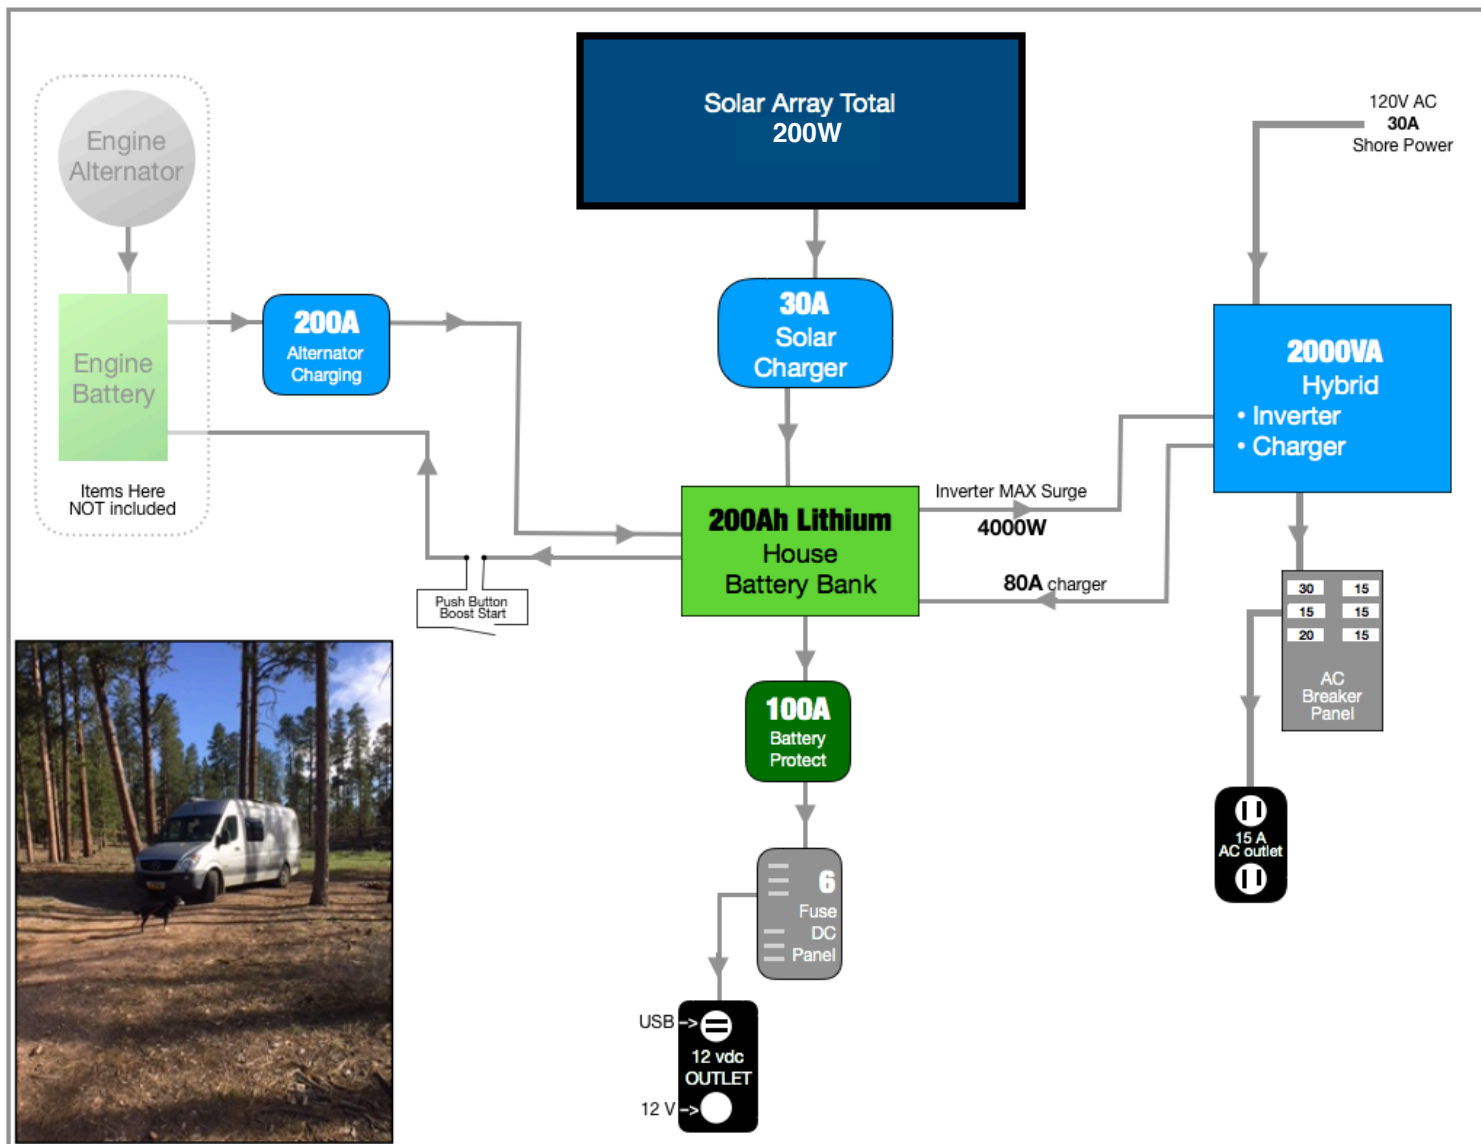 Engine
Alternator
Engine
Battery
Items Here
NOT included
200A
Alternator
Charging
Solar Array Total
200W
30A
Solar
Charger
120V AC
30A
Shore Power
2000VA
Hybrid
• Inverter
• Charger
Inverter MAX Surge
4000W
80A charger
200Ah Lithium
House
Battery Bank
Push Button
Boost Start
100A
Battery
Protect
30 15
15 15
20 15
AC
Breaker
Panel
15 A
AC outlet
6
Fuse
DC
Panel
USB ->
12 vdc
OUTLET
12 V ->